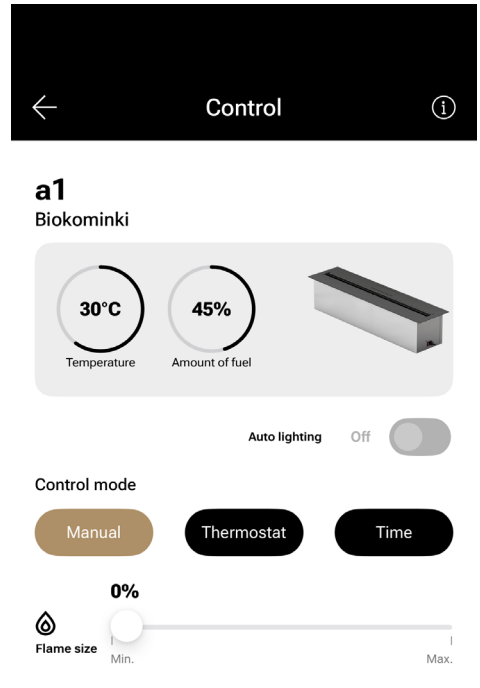 Control
a1
Biokominki
30°C
45%
Temperature
Amount of fuel
Auto lighting Off
Control mode
Manual Thermostat Time
0%
Flame size
Min. Max.